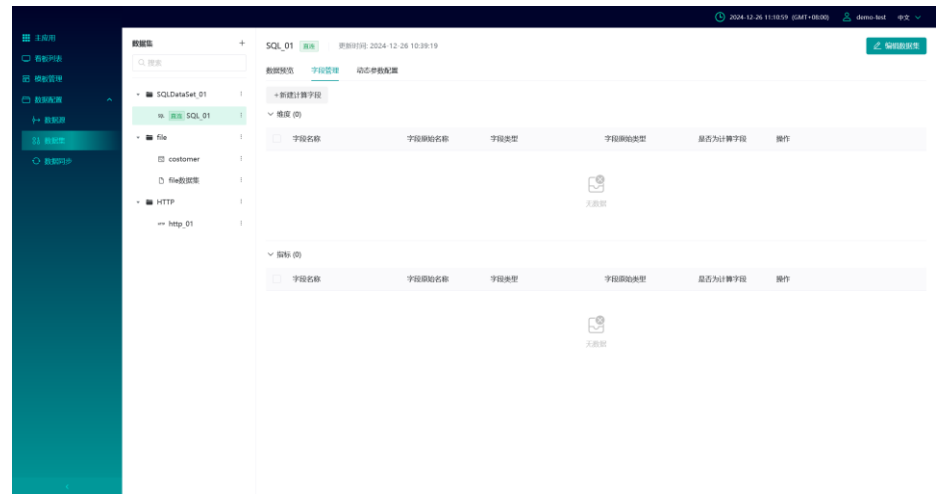 2024-12-26 11:10:59 (GMT+08:00) demo-test 中文
主应用
看板列表
模板管理
数据配置
数据源
数据集
数据同步
数据集 +
搜索
SQLDataSet_01
直连 SQL_01
file
costomer
file数据集
HTTP
http_01
SQL_01 直连 更新时间: 2024-12-26 10:39:19 编辑数据集
数据预览 字段管理 动态参数配置
+新建计算字段
维度 (0)
字段名称 字段原始名称 字段类型 字段原始类型 是否为计算字段 操作
无数据
指标 (0)
字段名称 字段原始名称 字段类型 字段原始类型 是否为计算字段 操作
无数据